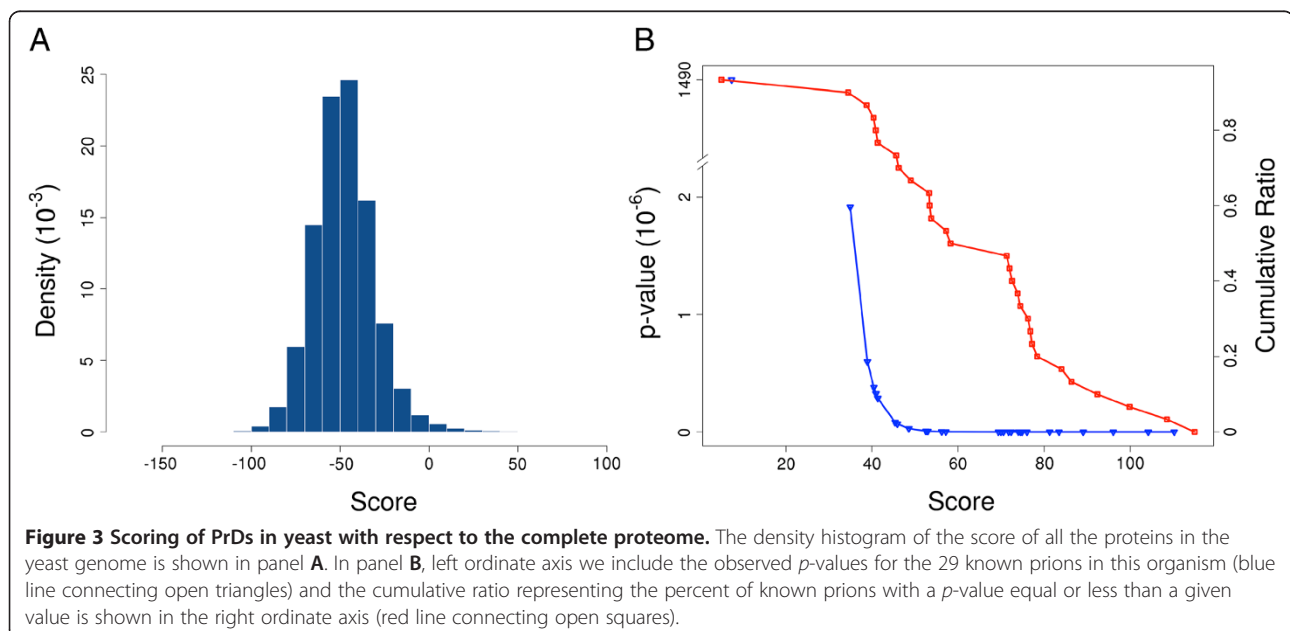 A
B
25
20
15
10
5
0
Density (10⁻³)
-150 -100 -50 0 50 100
Score
1490
2
1
0
p-value (10⁻⁶)
0.8
0.6
0.4
0.2
0
Cumulative Ratio
20 40 60 80 100
Score
Figure 3 Scoring of PrDs in yeast with respect to the complete proteome. The density histogram of the score of all the proteins in the
yeast genome is shown in panel A. In panel B, left ordinate axis we include the observed p-values for the 29 known prions in this organism (blue
line connecting open triangles) and the cumulative ratio representing the percent of known prions with a p-value equal or less than a given
value is shown in the right ordinate axis (red line connecting open squares).